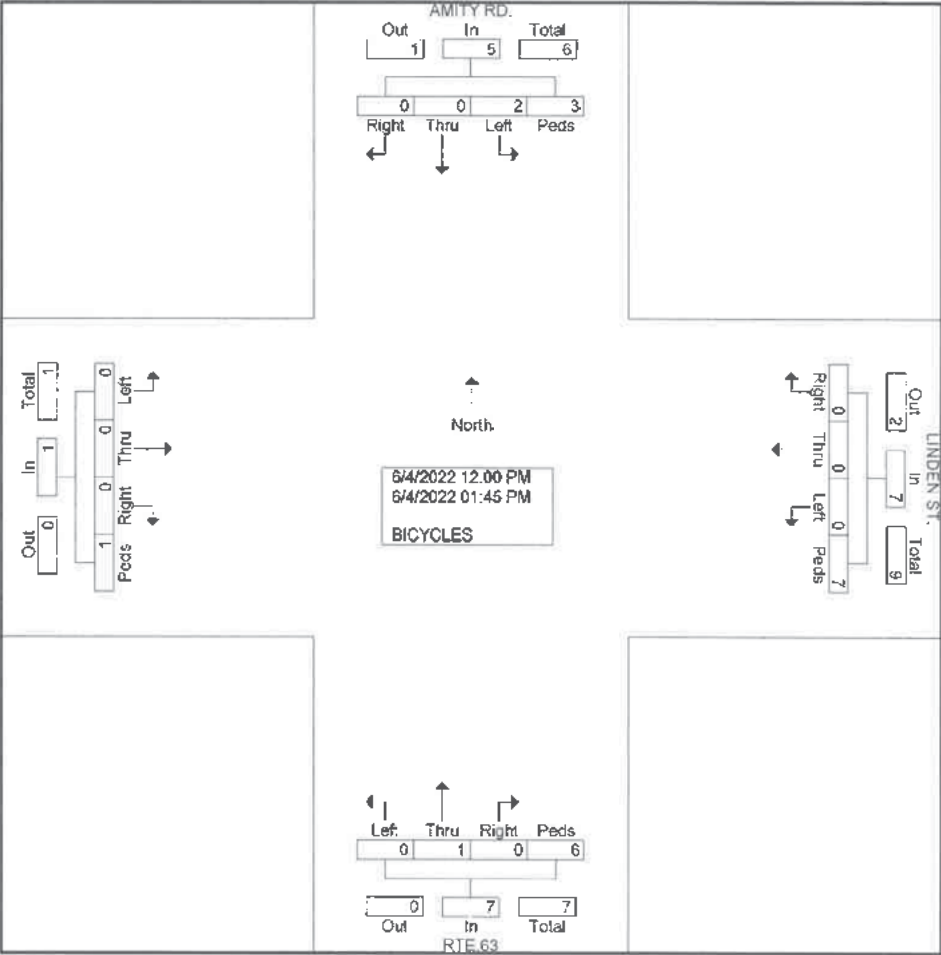 AMITY RD.
Out In Total
1 5 6
0 0 2 3
Right Thru Left Peds
Total 1
In 1
Out 0
Left 0
Thru 0
Right 0
Peds 1
North
6/4/2022 12:00 PM
6/4/2022 01:45 PM
BICYCLES
Right 0
Thru 0
Left 0
Peds 7
Out 2
In 7
Total 9
LINDEN ST.
Left Thru Right Peds
0 1 0 6
0 7 7
Out In Total
RTE.63